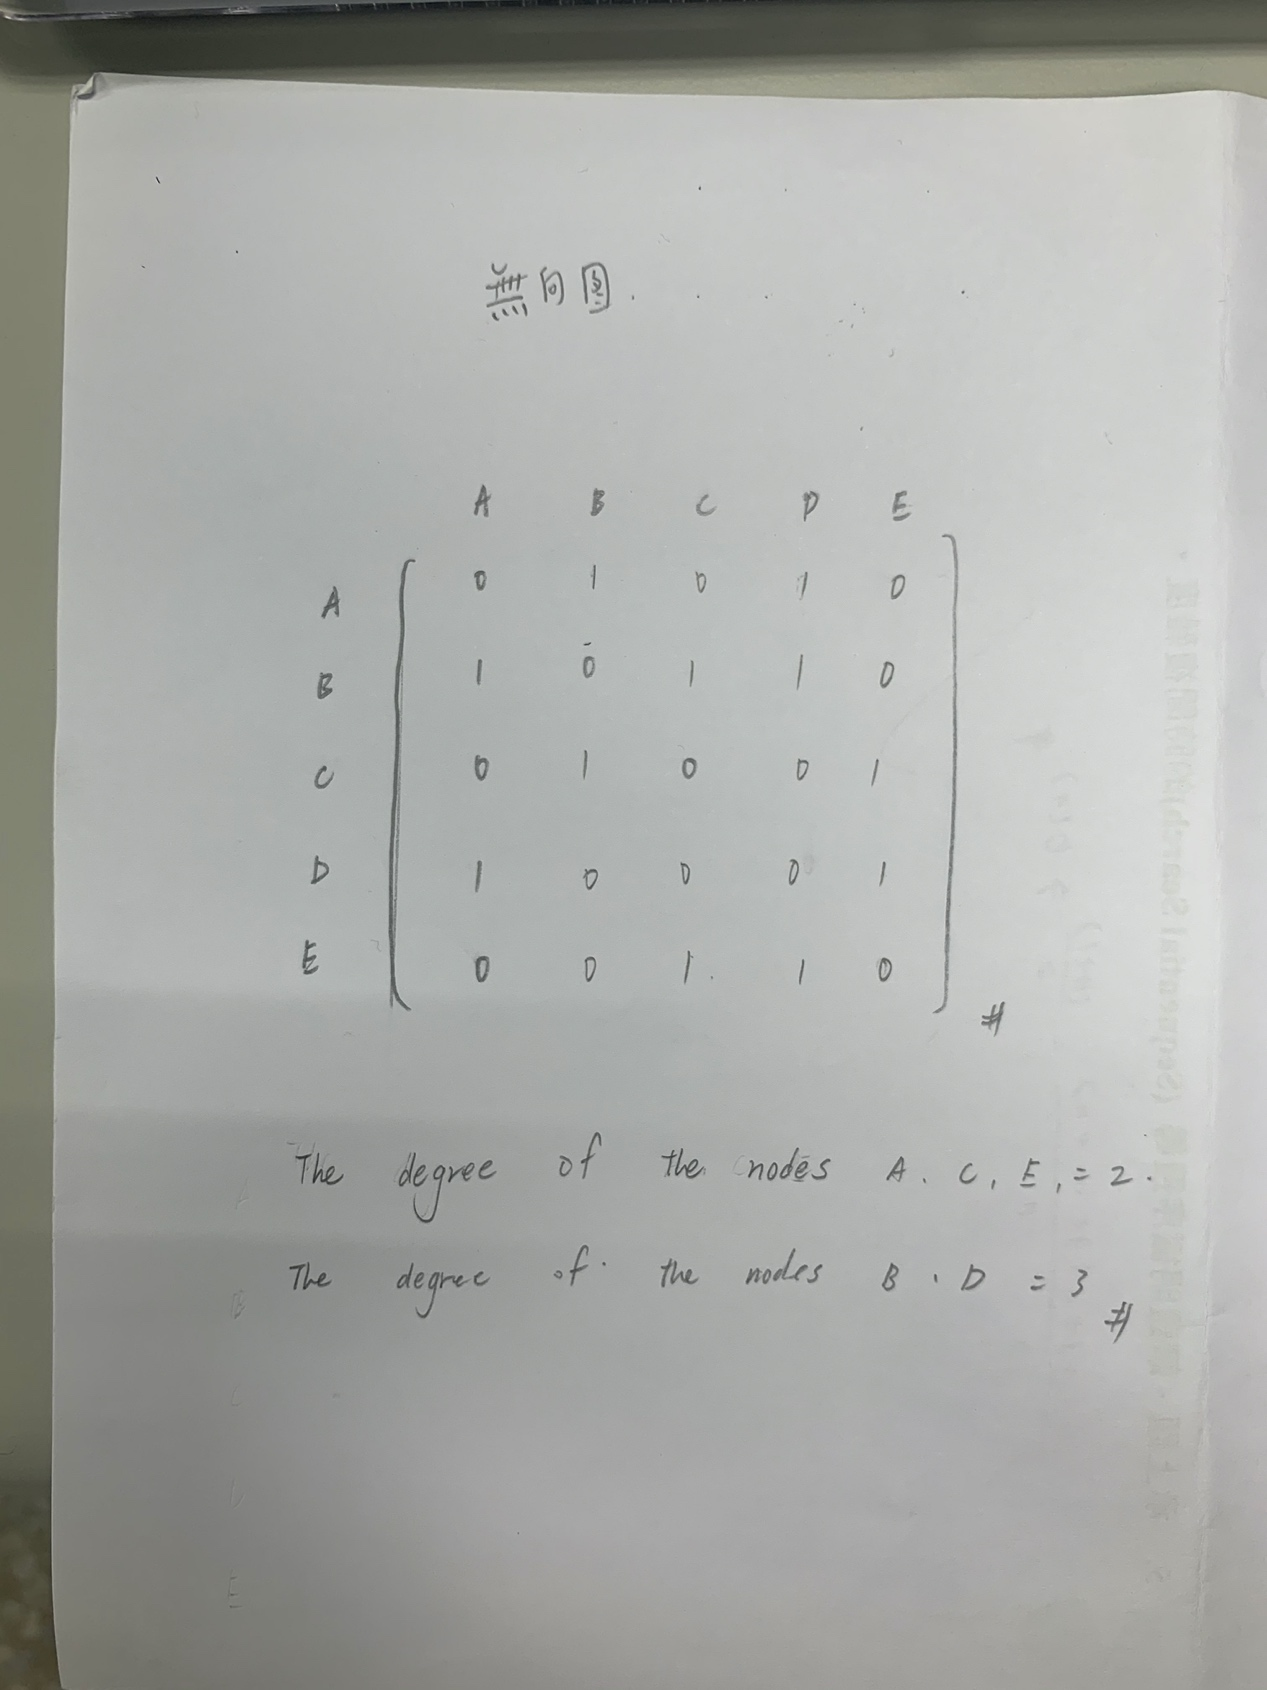 無向图.
A B C D E
A 0 1 0 1 0
B 1 0 1 1 0
C 0 1 0 0 1
D 1 0 0 0 1
E 0 0 1 1 0
#
The degree of the nodes A. C, E, = 2.
The degree of the nodes B . D = 3
#